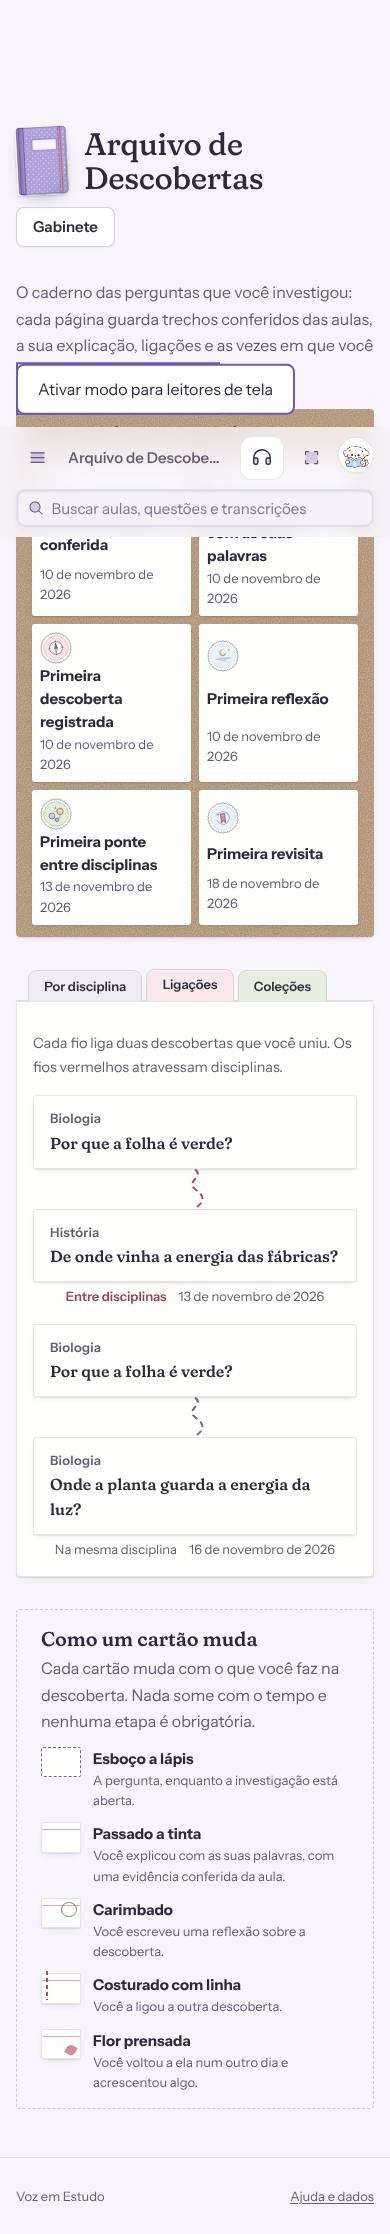 Arquivo de
Descobertas
Gabinete
O caderno das perguntas que você investigou:
cada página guarda trechos conferidos das aulas,
a sua explicação, ligações e as vezes em que você
Ativar modo para leitores de tela
Arquivo de Descobe...
Buscar aulas, questões e transcrições
conferida
10 de novembro de
2026
palavras
10 de novembro de
2026
Primeira
descoberta
registrada
10 de novembro de
2026
Primeira reflexão
10 de novembro de
2026
Primeira ponte
entre disciplinas
13 de novembro de
2026
Primeira revisita
18 de novembro de
2026
Por disciplina
Ligações
Coleções
Cada fio liga duas descobertas que você uniu. Os
fios vermelhos atravessam disciplinas.
Biologia
Por que a folha é verde?
História
De onde vinha a energia das fábricas?
Entre disciplinas 13 de novembro de 2026
Biologia
Por que a folha é verde?
Biologia
Onde a planta guarda a energia da
luz?
Na mesma disciplina 16 de novembro de 2026
Como um cartão muda
Cada cartão muda com o que você faz na
descoberta. Nada some com o tempo e
nenhuma etapa é obrigatória.
Esboço a lápis
A pergunta, enquanto a investigação está
aberta.
Passado a tinta
Você explicou com as suas palavras, com
uma evidência conferida da aula.
Carimbado
Você escreveu uma reflexão sobre a
descoberta.
Costurado com linha
Você a ligou a outra descoberta.
Flor prensada
Você voltou a ela num outro dia e
acrescentou algo.
Voz em Estudo
Ajuda e dados